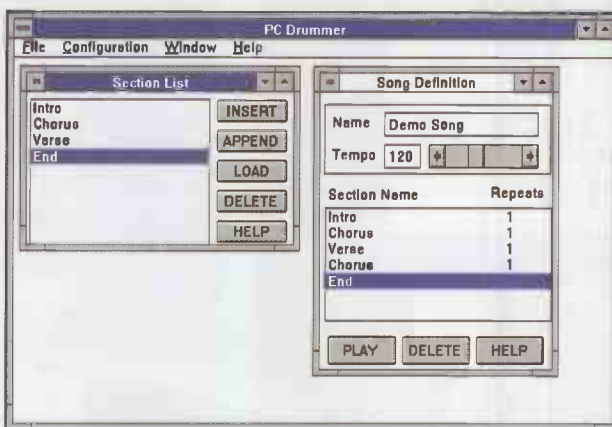 PC Drummer
File Configuration Window Help
Section List
Intro
Chorus
Verse
End
INSERT
APPEND
LOAD
DELETE
HELP
Song Definition
Name Demo Song
Tempo 120
Section Name Repeats
Intro 1
Chorus 1
Verse 1
Chorus 1
End
PLAY DELETE HELP